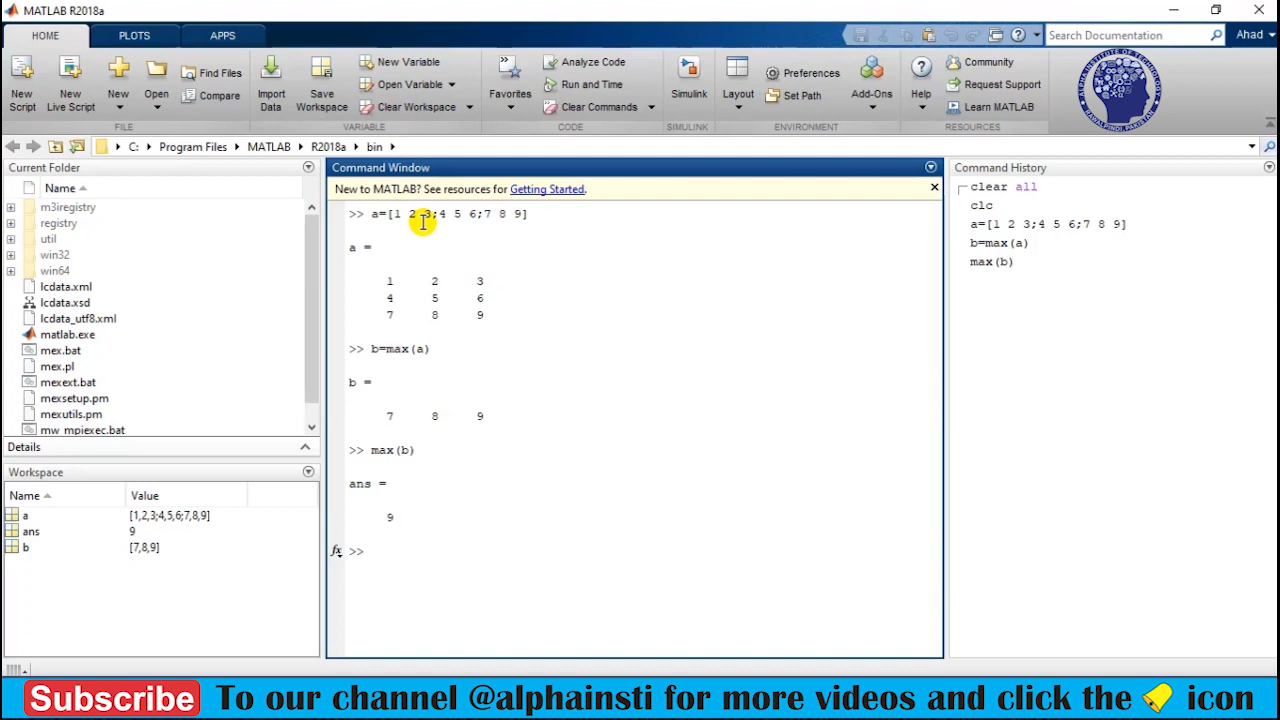 MATLAB R2018a
HOME PLOTS APPS
Search Documentation Ahad
New Script
New Live Script
New
Open
Find Files
Compare
Import Data
Save Workspace
New Variable
Open Variable
Clear Workspace
Favorites
Analyze Code
Run and Time
Clear Commands
Simulink
Layout
Preferences
Set Path
Add-Ons
Help
Community
Request Support
Learn MATLAB
FILE VARIABLE CODE SIMULINK ENVIRONMENT RESOURCES
ALPHA INSTITUTE OF TECHNOLOGY
RAWALPINDI, PAKISTAN
C: Program Files MATLAB R2018a bin
Current Folder
Name
m3iregistry
registry
util
win32
win64
lcdata.xml
lcdata.xsd
lcdata_utf8.xml
matlab.exe
mex.bat
mex.pl
mexext.bat
mexsetup.pm
mexutils.pm
mw_mpiexec.bat
Details
Workspace
Name Value
a [1,2,3;4,5,6;7,8,9]
ans 9
b [7,8,9]
Command Window
New to MATLAB? See resources for Getting Started.
>> a=[1 2 3;4 5 6;7 8 9]
a =
1 2 3
4 5 6
7 8 9
>> b=max(a)
b =
7 8 9
>> max(b)
ans =
9
fx >>
Command History
clear all
clc
a=[1 2 3;4 5 6;7 8 9]
b=max(a)
max(b)
Subscribe To our channel @alphainsti for more videos and click the icon